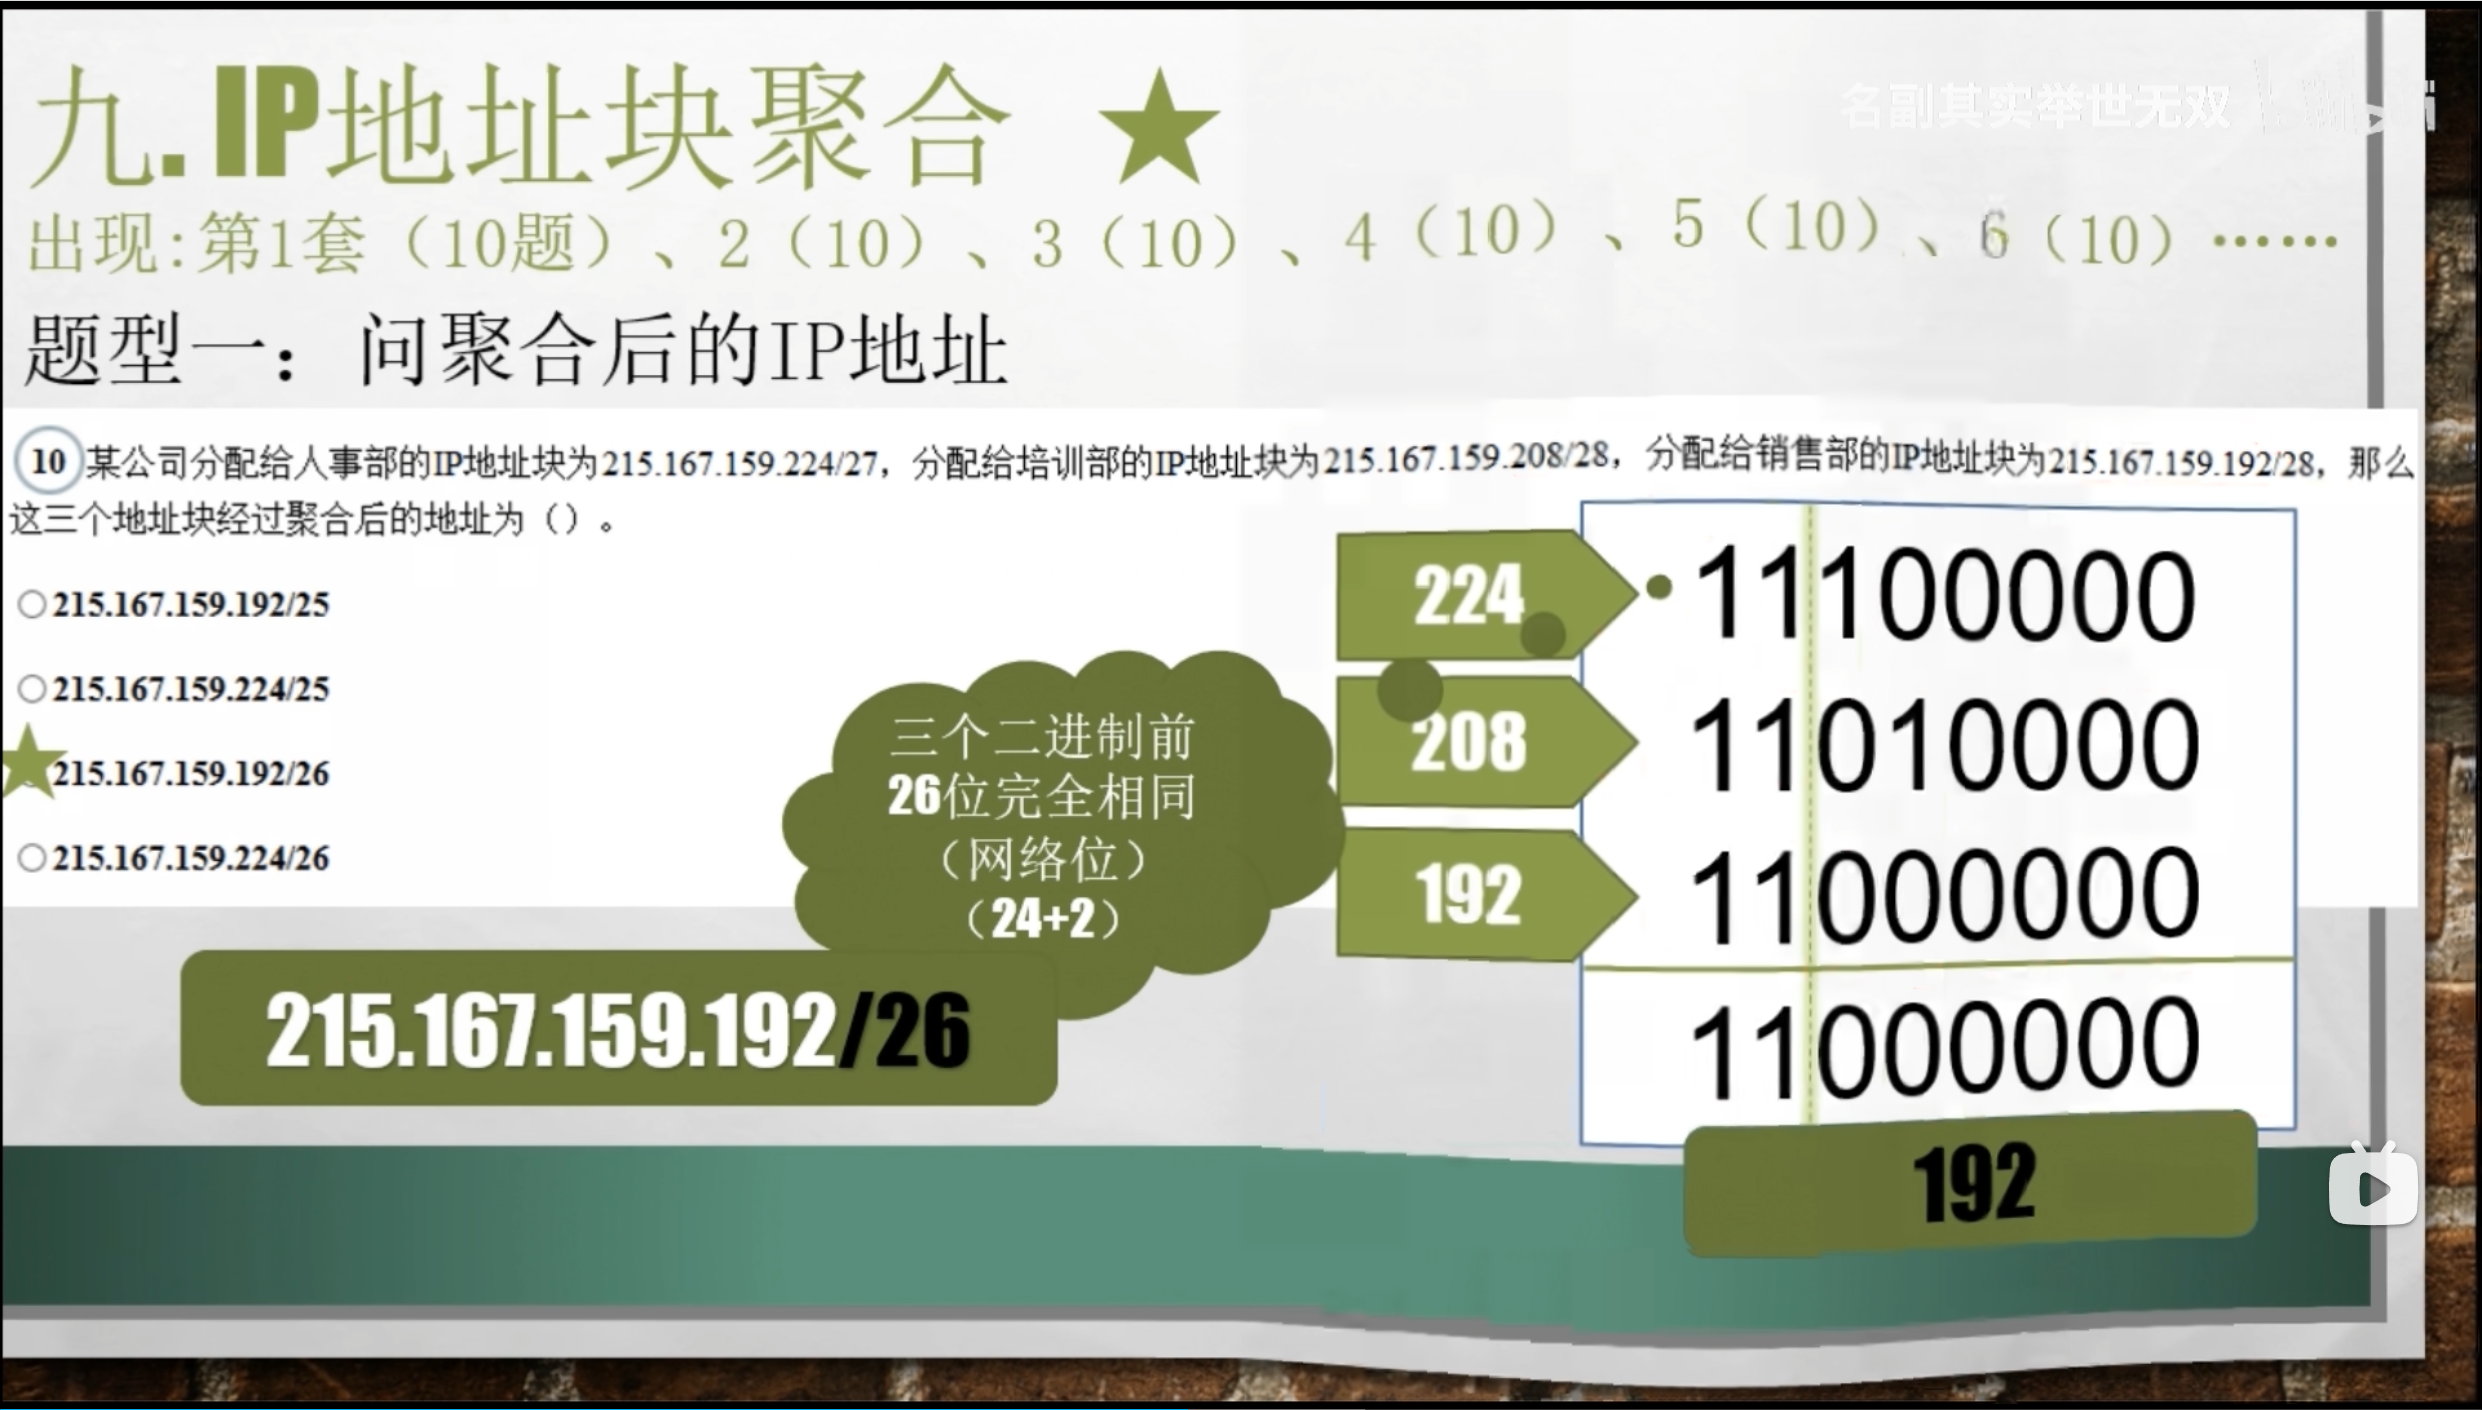 名副其实举世无双
九.IP地址块聚合
出现:第1套（10题）、2（10）、3（10）、4（10）、5（10）、6（10）……
题型一：问聚合后的IP地址
10 某公司分配给人事部的IP地址块为215.167.159.224/27，分配给培训部的IP地址块为215.167.159.208/28，分配给销售部的IP地址块为215.167.159.192/28，那么
这三个地址块经过聚合后的地址为（）。
215.167.159.192/25
215.167.159.224/25
215.167.159.192/26
215.167.159.224/26
三个二进制前
26位完全相同
（网络位）
（24+2）
215.167.159.192/26
224
11100000
208
11010000
192
11000000
11000000
192